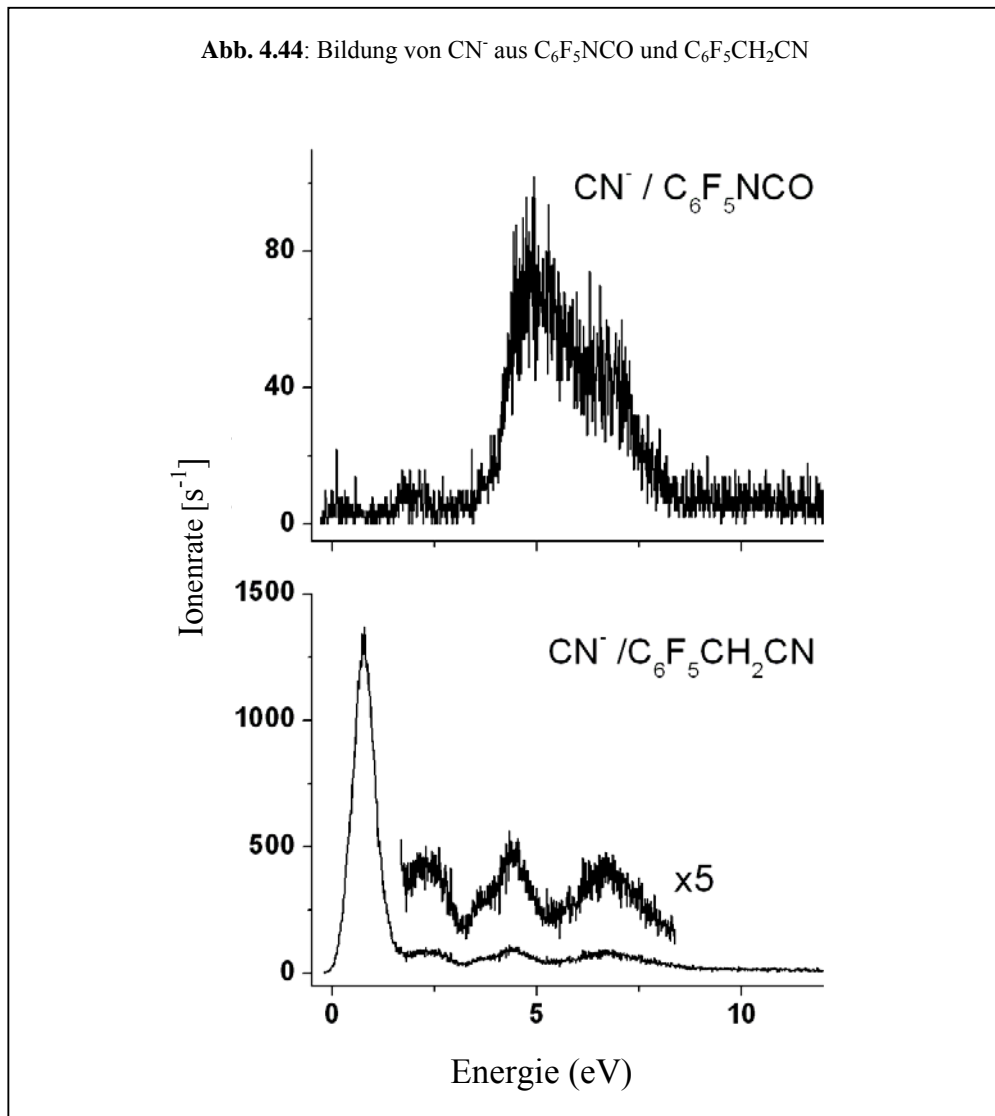 Abb. 4.44: Bildung von CN⁻ aus C₆F₅NCO und C₆F₅CH₂CN
CN⁻ / C₆F₅NCO
80
40
0
Ionenrate [s⁻¹]
1500
CN⁻ /C₆F₅CH₂CN
1000
500
x5
0
0 5 10
Energie (eV)